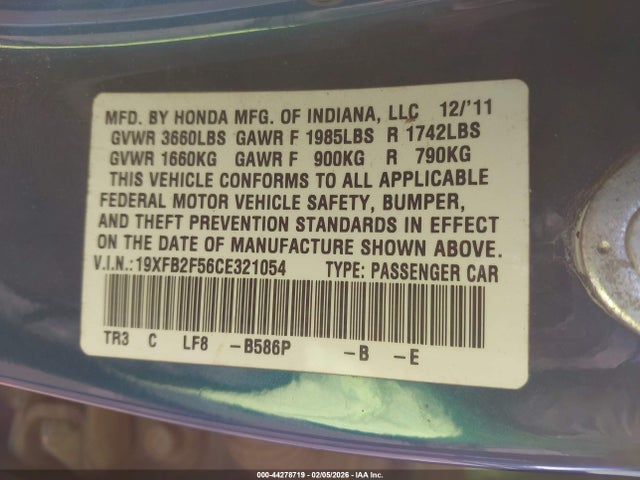 MFD. BY HONDA MFG. OF INDIANA, LLC 12/'11
GVWR 3660LBS GAWR F 1985LBS R 1742LBS
GVWR 1660KG GAWR F 900KG R 790KG
THIS VEHICLE CONFORMS TO ALL APPLICABLE
FEDERAL MOTOR VEHICLE SAFETY, BUMPER,
AND THEFT PREVENTION STANDARDS IN EFFECT
ON THE DATE OF MANUFACTURE SHOWN ABOVE.
V.I.N.:19XFB2F56CE321054 TYPE: PASSENGER CAR
TR3 C LF8 -B586P -B -E
000-44278719 | 02/05/2026 - IAA Inc.